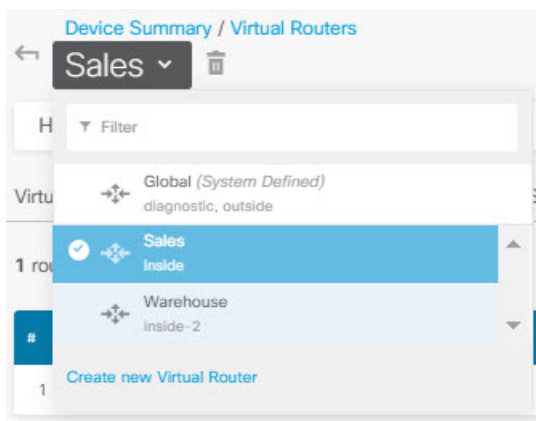 Device Summary / Virtual Routers
Sales
H
Filter
Global (System Defined)
diagnostic, outside
Virtu
Sales
inside
1 rou
Warehouse
inside-2
#
Create new Virtual Router
1